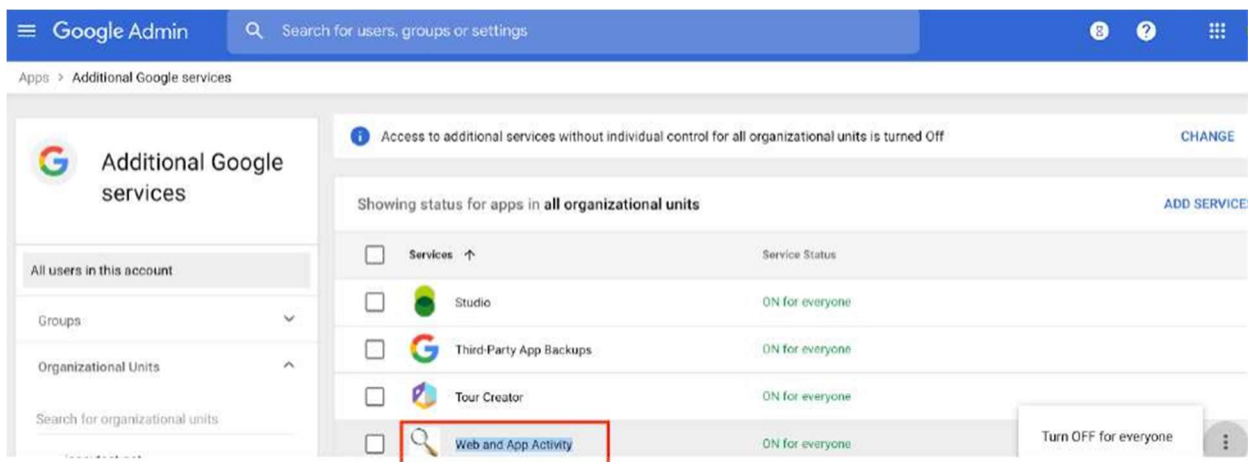 Google Admin
Search for users, groups or settings
Apps > Additional Google services
Additional Google
services
All users in this account
Groups
Organizational Units
Search for organizational units
Access to additional services without individual control for all organizational units is turned Off
CHANGE
Showing status for apps in all organizational units
ADD SERVICES
Services
Service Status
Studio
ON for everyone
Third-Party App Backups
ON for everyone
Tour Creator
ON for everyone
Web and App Activity
ON for everyone
Turn OFF for everyone